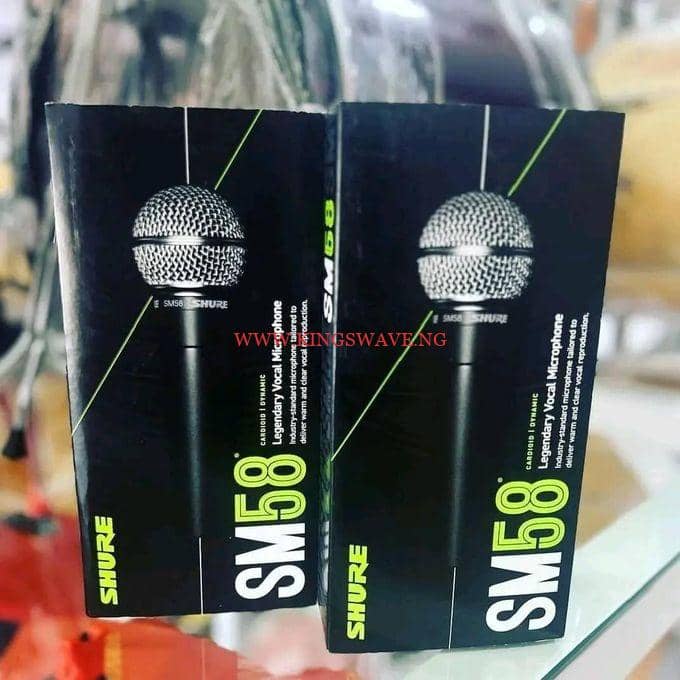 SM58 SHURE
CARDIOID | DYNAMIC
Legendary Vocal Microphone
Industry-standard microphone tailored to
deliver warm and clear vocal reproduction.
SM58®
SHURE
WWW.KINGSWAVE.NG
SM58
SM58 SHURE
CARDIOID | DYNAMIC
Legendary Vocal Microphone
Industry-standard microphone tailored to
deliver warm and clear vocal reproduction.
SM58®
SHURE